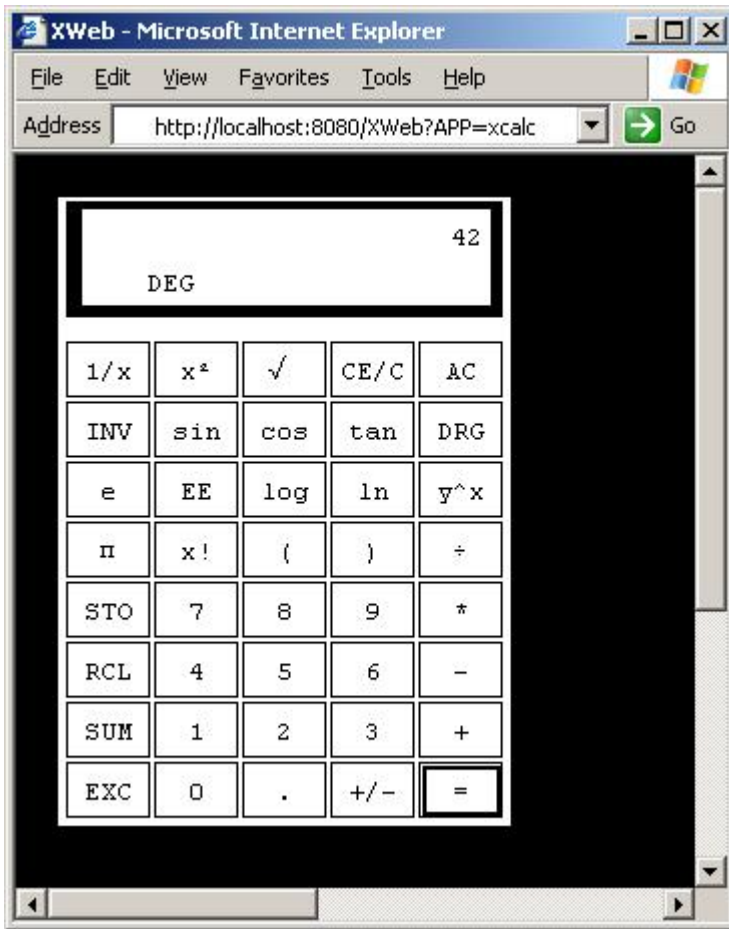 XWeb - Microsoft Internet Explorer
File Edit View Favorites Tools Help
Address http://localhost:8080/XWeb?APP=xcalc Go
42
DEG
1/x x² √ CE/C AC
INV sin cos tan DRG
e EE log ln y^x
π x! ( ) ÷
STO 7 8 9 *
RCL 4 5 6 -
SUM 1 2 3 +
EXC 0 . +/- =